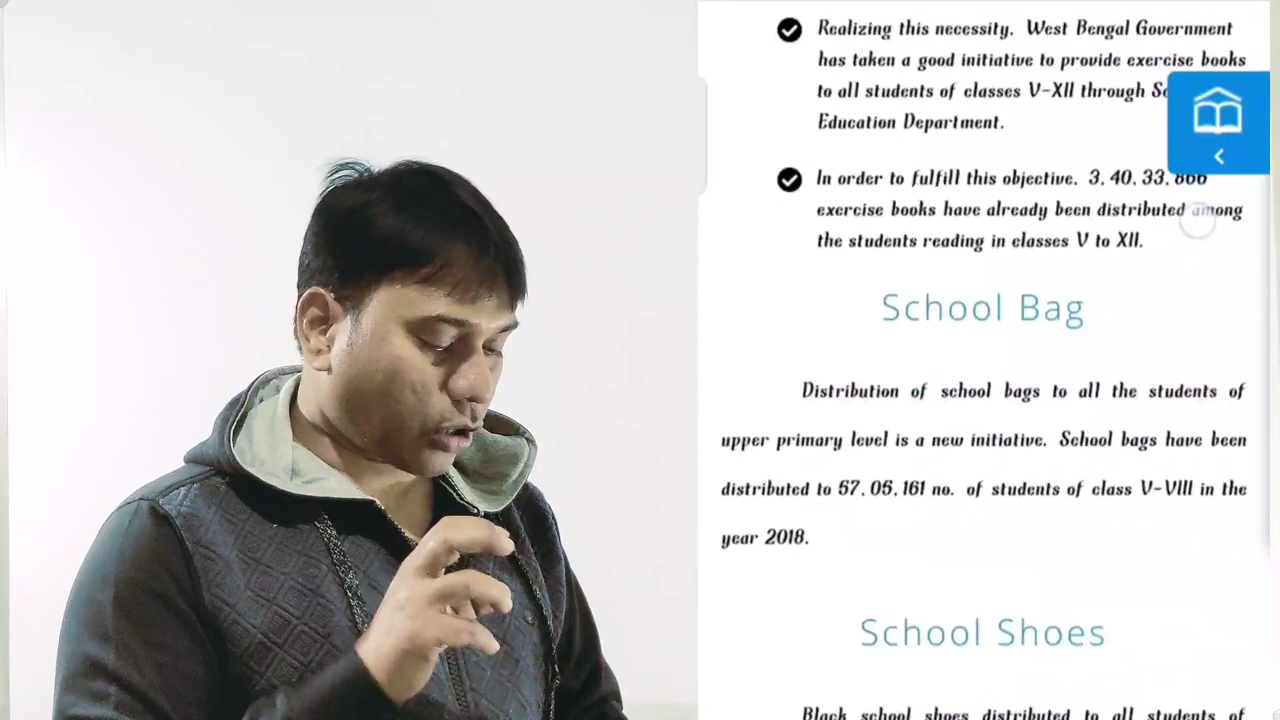 Realizing this necessity. West Bengal Government
has taken a good initiative to provide exercise books
to all students of classes V-XII through
Education Department.
In order to fulfill this objective. 3,40,33,866
exercise books have already been distributed among
the students reading in classes V to XII.
School Bag
Distribution of school bags to all the students of
upper primary level is a new initiative. School bags have been
distributed to 57,05,161 no. of students of class V-VIII in the
year 2018.
School Shoes
Black school shoes distributed to all students of